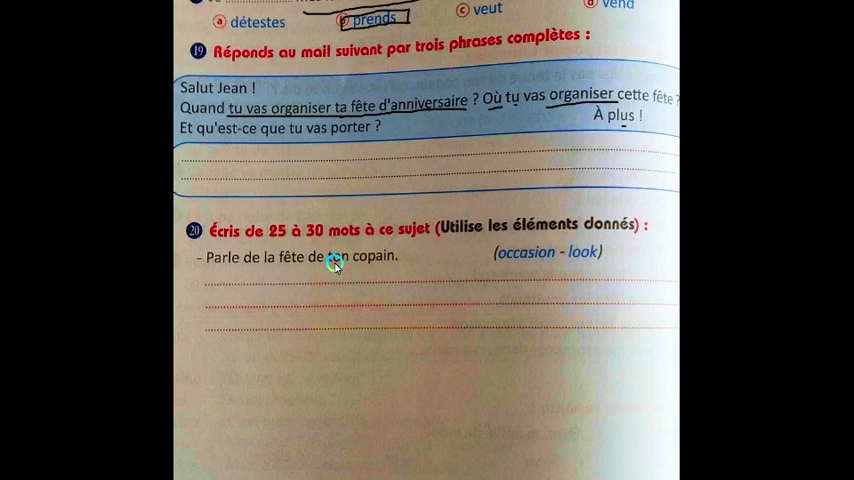 ⓐ détestes ⓑ prends ⓒ veut ⓓ vend
19 Réponds au mail suivant par trois phrases complètes :
Salut Jean !
Quand tu vas organiser ta fête d'anniversaire ? Où tu vas organiser cette fête ?
Et qu'est-ce que tu vas porter ? À plus !
20 Écris de 25 à 30 mots à ce sujet (Utilise les éléments donnés) :
- Parle de la fête de ton copain. (occasion - look)